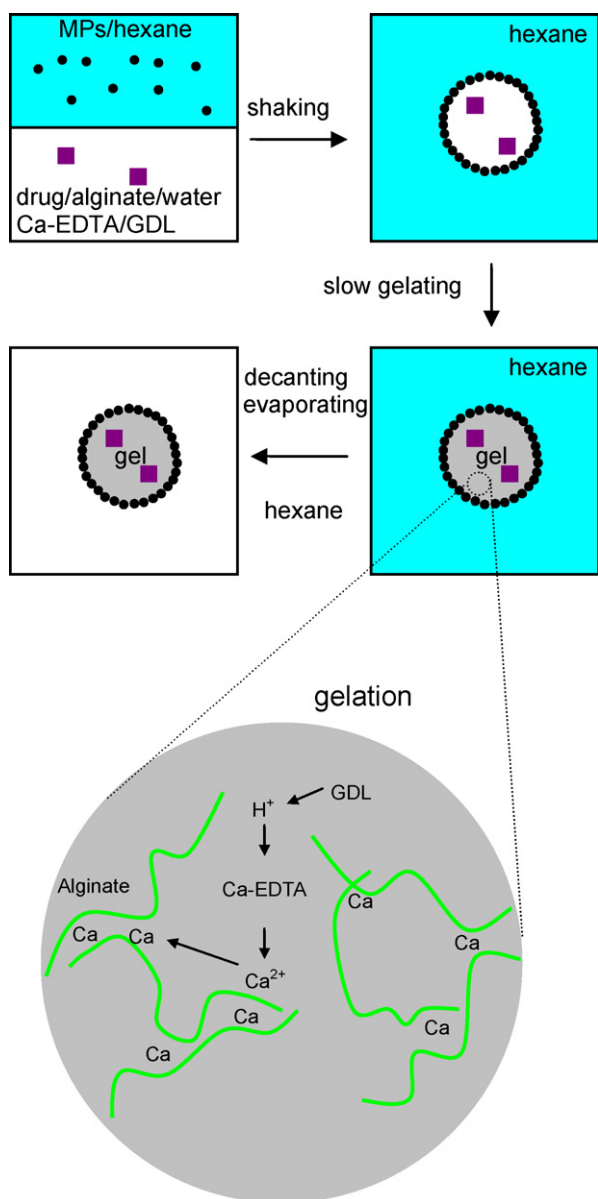 MPs/hexane
drug/alginate/water
Ca-EDTA/GDL
shaking
hexane
slow gelating
hexane
gel
decanting
evaporating
hexane
gel
gelation
GDL
H⁺
Alginate
Ca-EDTA
Ca
Ca
Ca
Ca
Ca²⁺
Ca
Ca
Ca